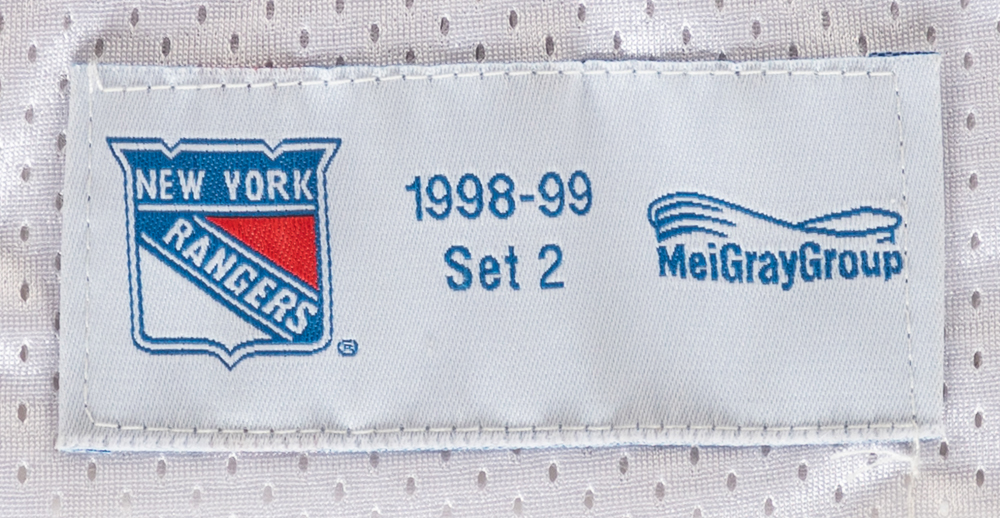 NEW YORK
RANGERS
®
1998-99
Set 2
MeiGrayGroup